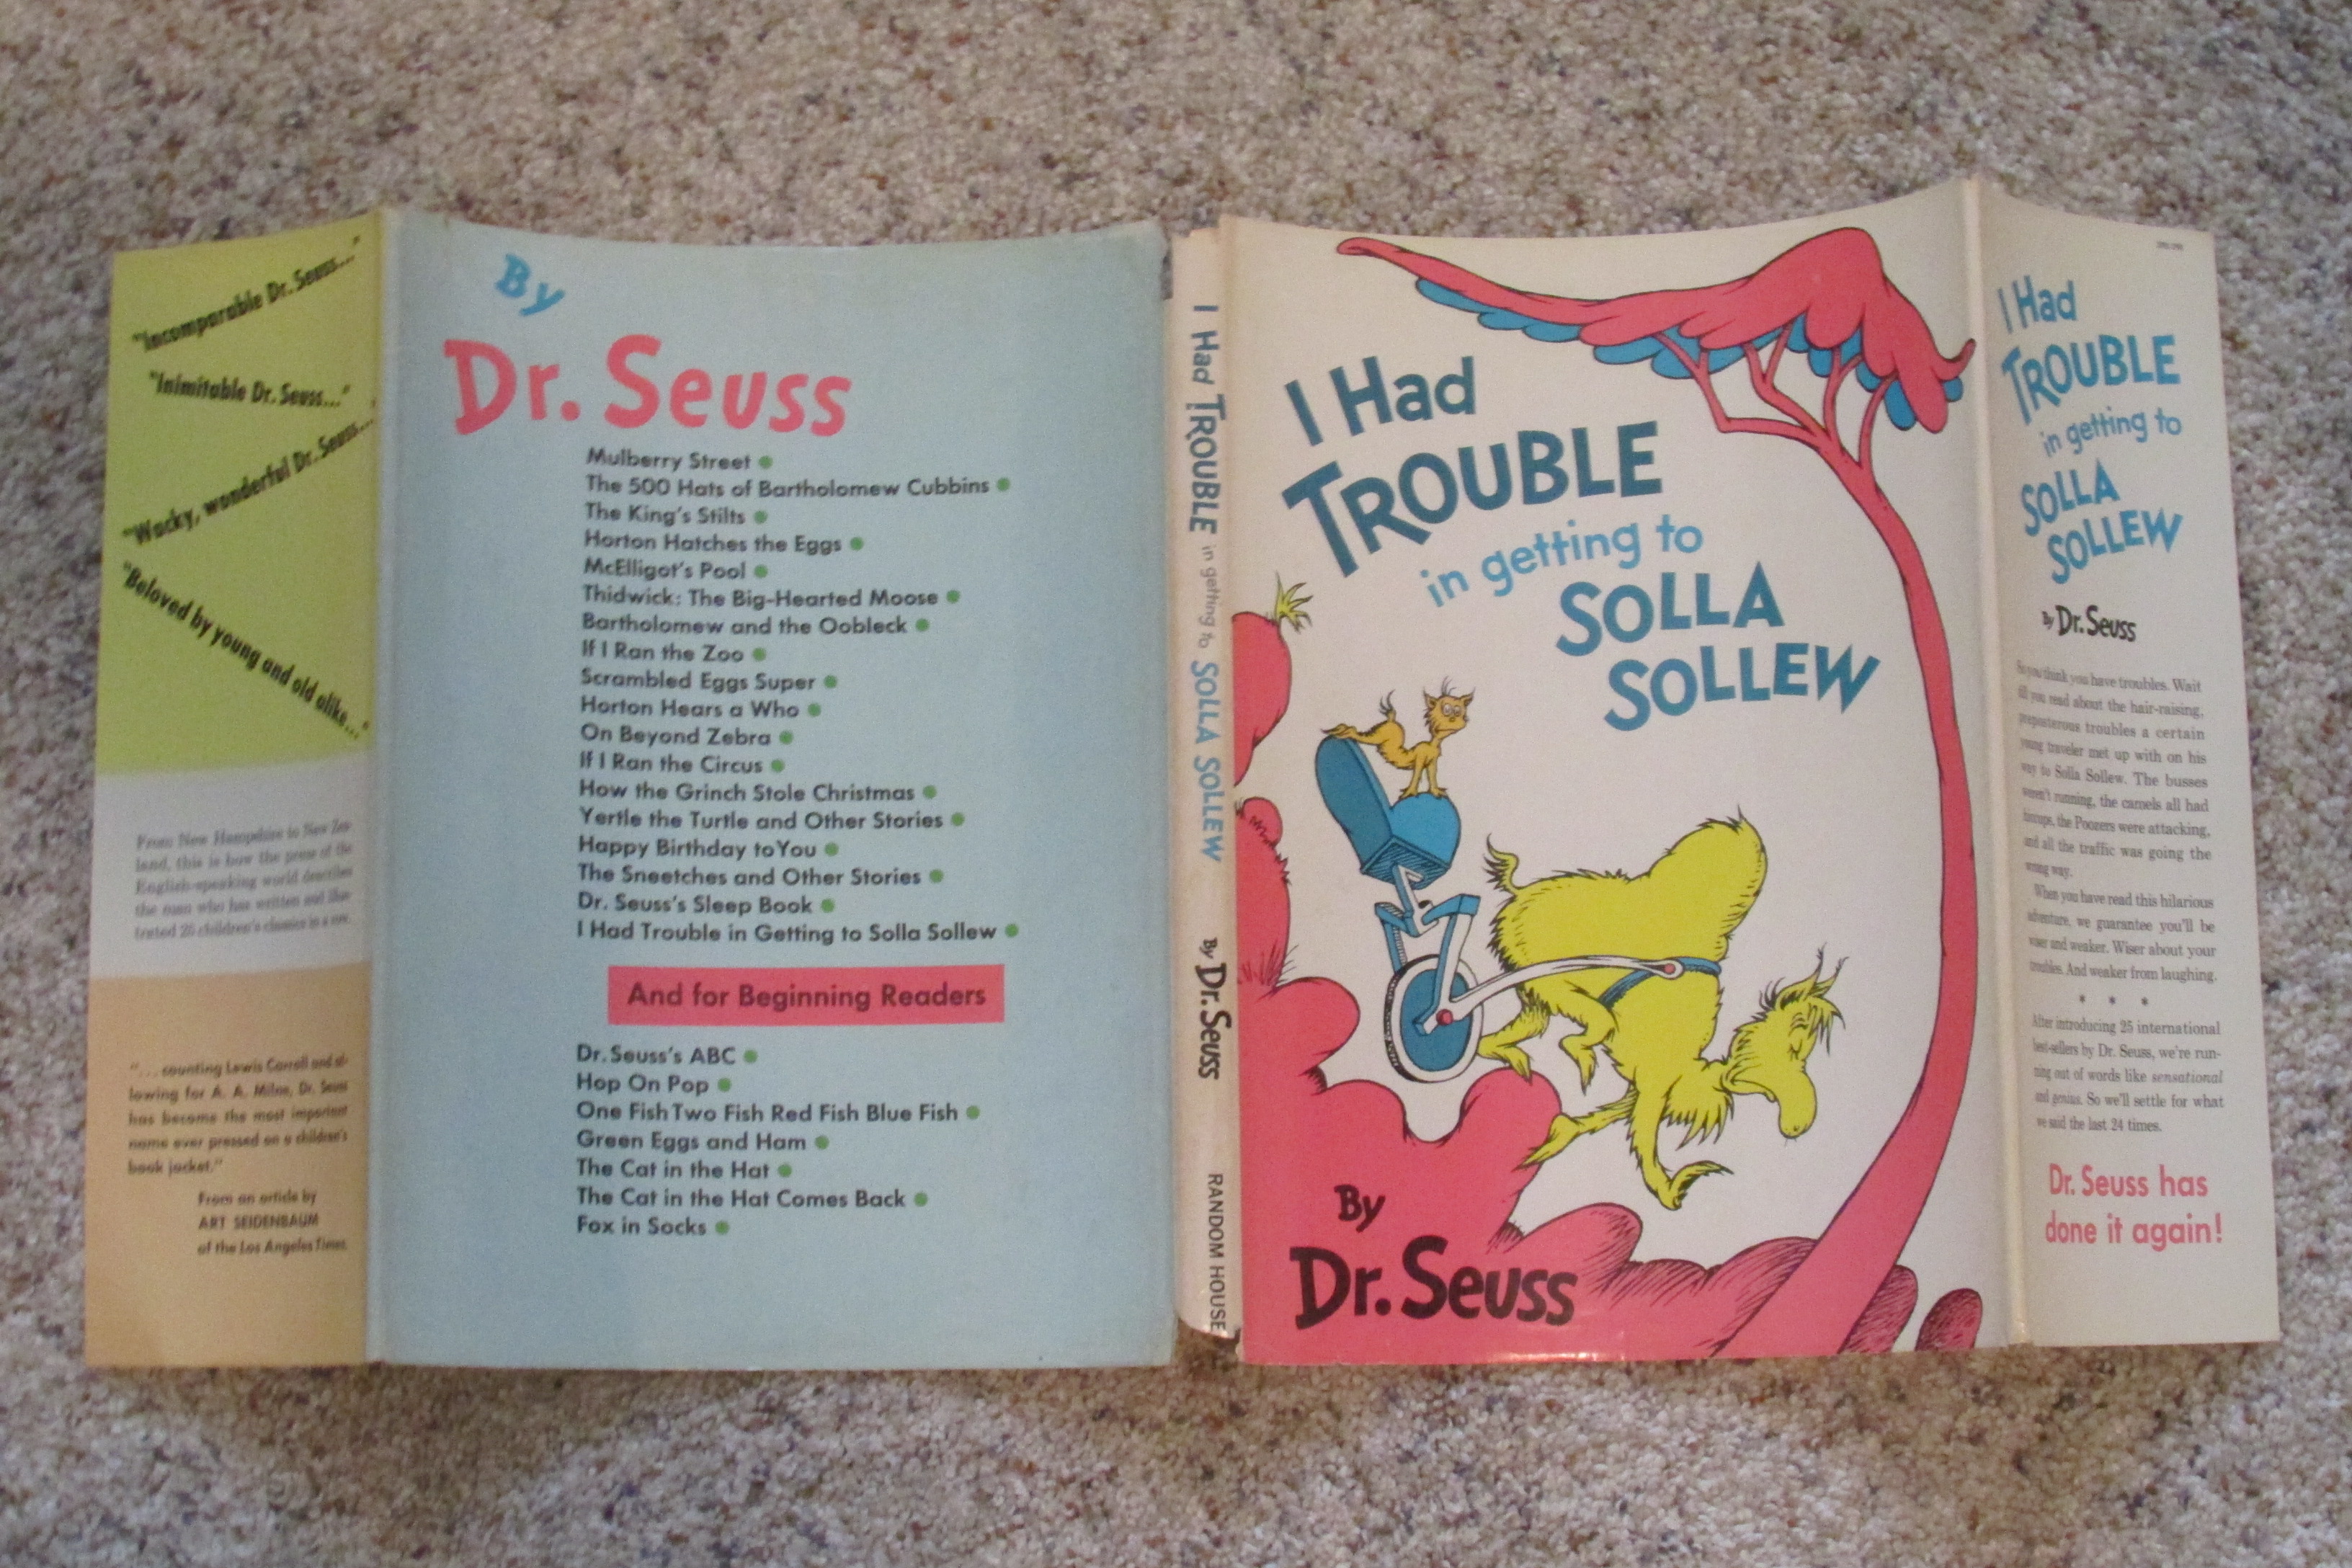 "Incomparable Dr. Seuss..."
"Inimitable Dr. Seuss..."
"Wacky, wonderful Dr. Seuss..."
"Beloved by young and old alike..."
From New Hampshire to New Zea-
land, this is how the press of the
English-speaking world describes
the man who has written and illus-
trated 25 children's classics in a row.
"... counting Lewis Carroll and al-
lowing for A. A. Milne, Dr. Seuss
has become the most important
name ever pressed on a children's
book jacket."
From an article by
ART SEIDENBAUM
of the Los Angeles Times
By
Dr. Seuss
Mulberry Street
The 500 Hats of Bartholomew Cubbins
The King's Stilts
Horton Hatches the Eggs
McElligot's Pool
Thidwick: The Big-Hearted Moose
Bartholomew and the Oobleck
If I Ran the Zoo
Scrambled Eggs Super
Horton Hears a Who
On Beyond Zebra
If I Ran the Circus
How the Grinch Stole Christmas
Yertle the Turtle and Other Stories
Happy Birthday to You
The Sneetches and Other Stories
Dr. Seuss's Sleep Book
I Had Trouble in Getting to Solla Sollew
And for Beginning Readers
Dr. Seuss's ABC
Hop On Pop
One Fish Two Fish Red Fish Blue Fish
Green Eggs and Ham
The Cat in the Hat
The Cat in the Hat Comes Back
Fox in Socks
I Had TROUBLE in getting to SOLLA SOLLEW By Dr. Seuss RANDOM HOUSE
I Had
TROUBLE
in getting to
SOLLA
SOLLEW
By
Dr. Seuss
I Had
TROUBLE
in getting to
SOLLA
SOLLEW
By Dr. Seuss
So you think you have troubles. Wait
till you read about the hair-raising,
preposterous troubles a certain
young traveler met up with on his
way to Solla Sollew. The busses
weren't running, the camels all had
humps, the Poozers were attacking,
and all the traffic was going the
wrong way.
When you have read this hilarious
adventure, we guarantee you'll be
wiser and weaker. Wiser about your
troubles. And weaker from laughing.
* * *
After introducing 25 international
best-sellers by Dr. Seuss, we're run-
ning out of words like sensational
and genius. So we'll settle for what
we said the last 24 times.
Dr. Seuss has
done it again!